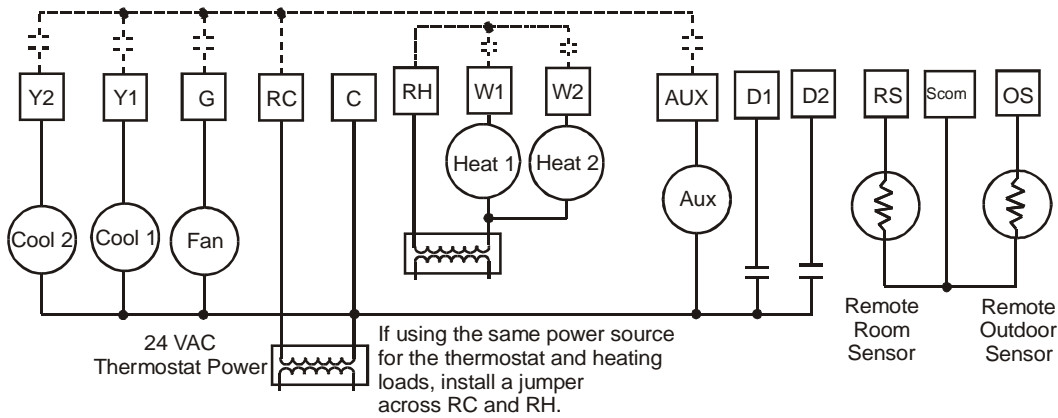 Y2 Y1 G RC C RH W1 W2 AUX D1 D2 RS Scom OS
Heat 1 Heat 2
Aux
Cool 2 Cool 1 Fan
24 VAC
Thermostat Power
If using the same power source
for the thermostat and heating
loads, install a jumper
across RC and RH.
Remote
Room
Sensor
Remote
Outdoor
Sensor